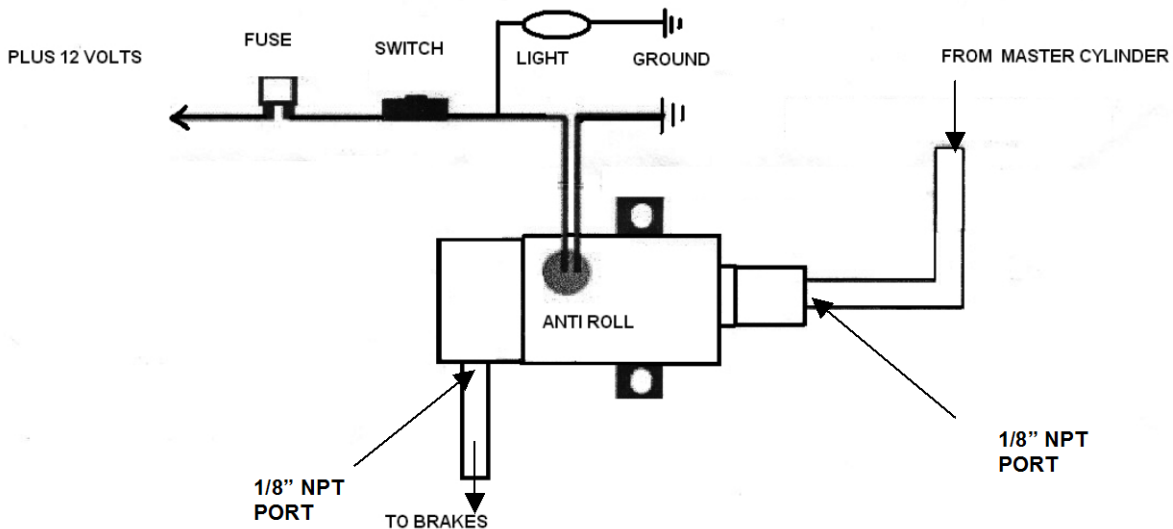 PLUS 12 VOLTS
FUSE
SWITCH
LIGHT
GROUND
FROM MASTER CYLINDER
ANTI ROLL
1/8” NPT
PORT
1/8” NPT
PORT
TO BRAKES